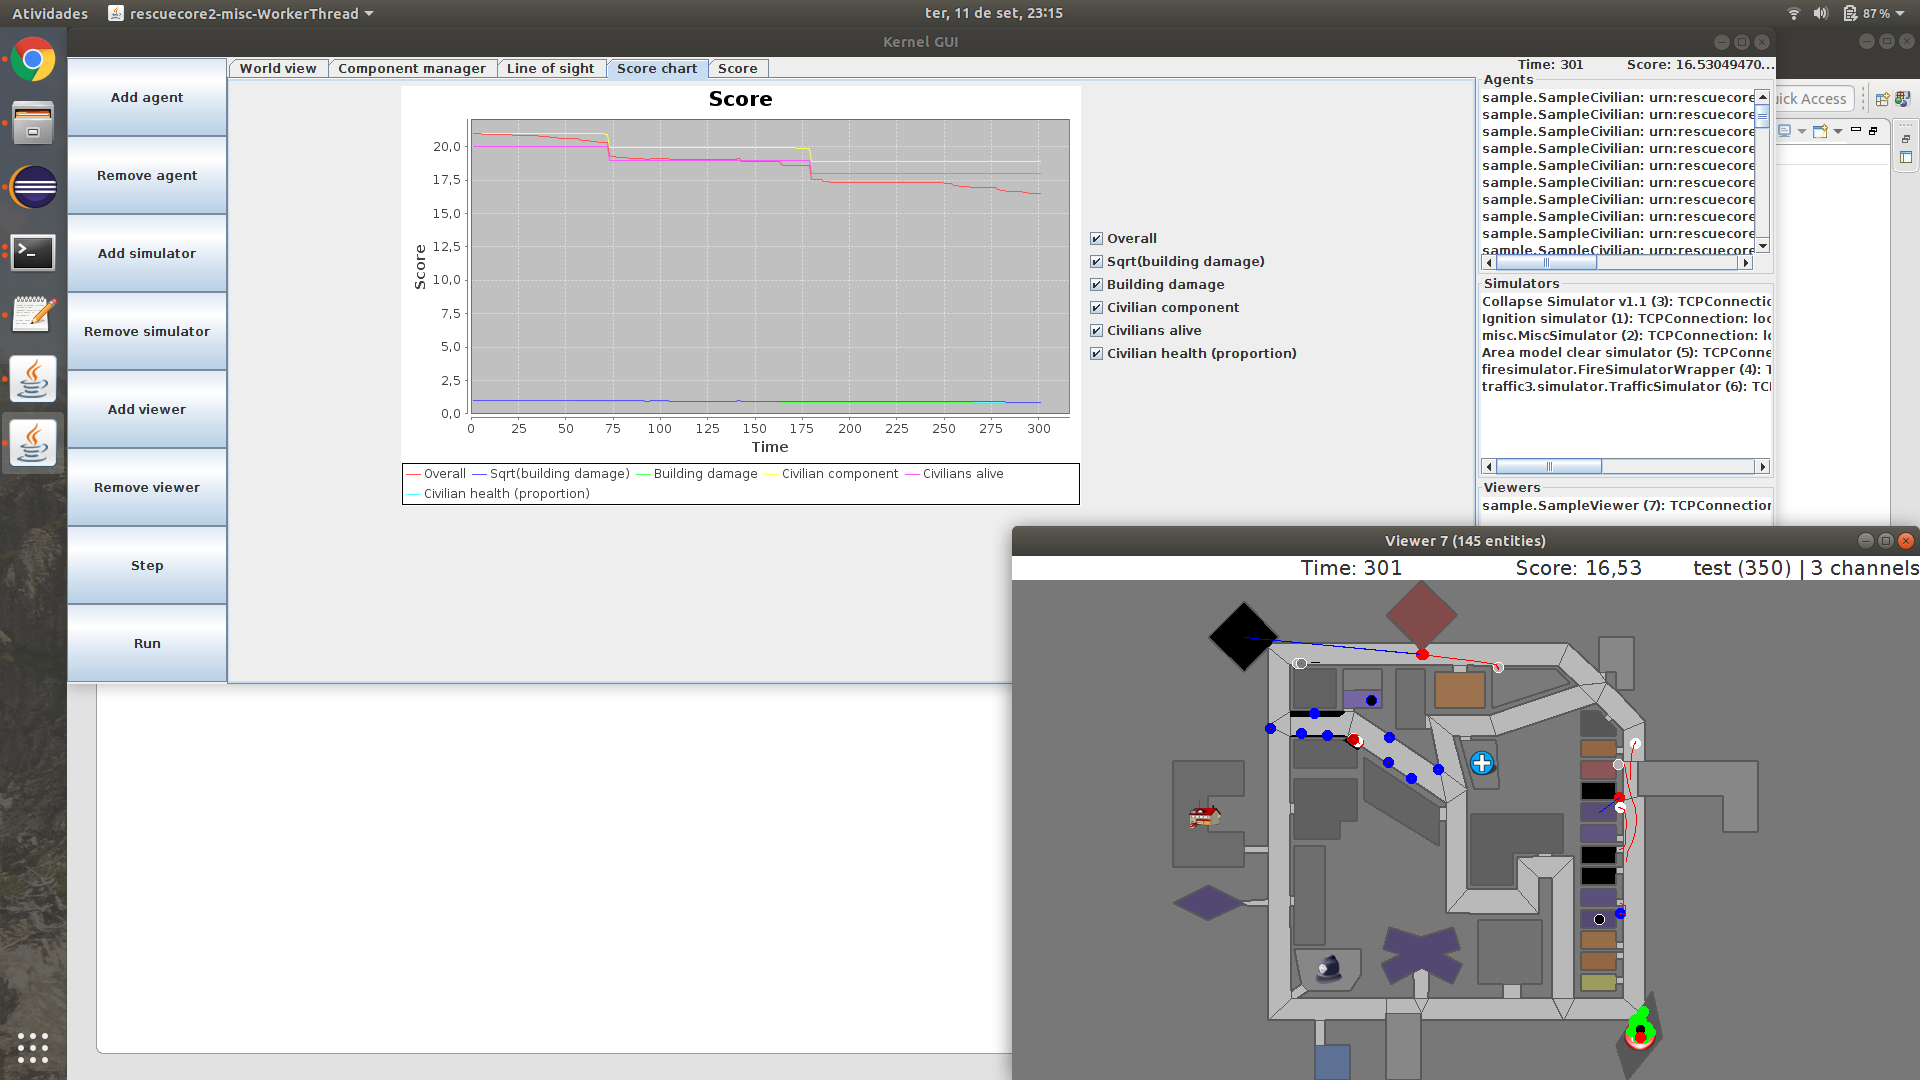 Atividades
rescuecore2-misc-WorkerThread
ter, 11 de set, 23:15
87%
Kernel GUI
Add agent
Remove agent
Add simulator
Remove simulator
Add viewer
Remove viewer
Step
Run
World view
Component manager
Line of sight
Score chart
Score
Time: 301
Score: 16.53049470...
Score
Score
20,0
17,5
15,0
12,5
10,0
7,5
5,0
2,5
0,0
0 25 50 75 100 125 150 175 200 225 250 275 300
Time
Overall Sqrt(building damage) Building damage Civilian component Civilians alive
Civilian health (proportion)
Overall
Sqrt(building damage)
Building damage
Civilian component
Civilians alive
Civilian health (proportion)
Agents
sample.SampleCivilian: urn:rescuecore
sample.SampleCivilian: urn:rescuecore
sample.SampleCivilian: urn:rescuecore
sample.SampleCivilian: urn:rescuecore
sample.SampleCivilian: urn:rescuecore
sample.SampleCivilian: urn:rescuecore
sample.SampleCivilian: urn:rescuecore
sample.SampleCivilian: urn:rescuecore
sample.SampleCivilian: urn:rescuecore
sample.SampleCivilian: urn:rescuecore
Simulators
Collapse Simulator v1.1 (3): TCPConnectic
Ignition simulator (1): TCPConnection: loc
misc.MiscSimulator (2): TCPConnection: lo
Area model clear simulator (5): TCPConne
firesimulator.FireSimulatorWrapper (4): T
traffic3.simulator.TrafficSimulator (6): TCI
Viewers
sample.SampleViewer (7): TCPConnection
uick Access
Viewer 7 (145 entities)
Time: 301
Score: 16,53
test (350) | 3 channels